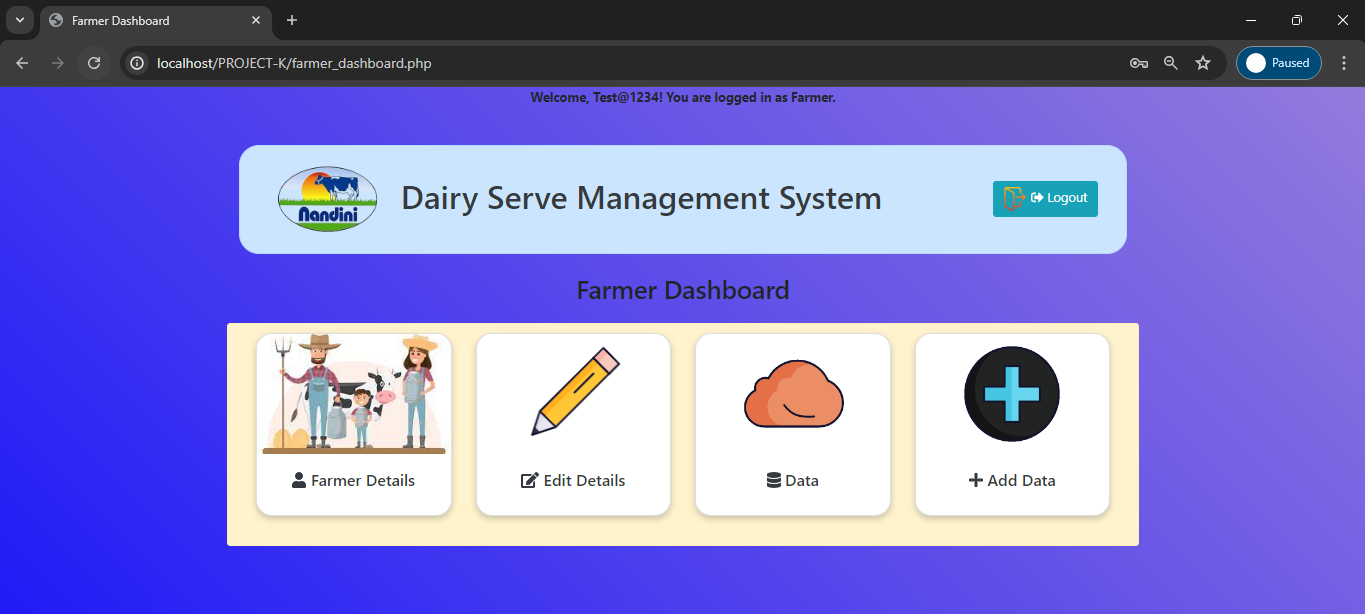 Farmer Dashboard
localhost/PROJECT-K/farmer_dashboard.php
Paused
Welcome, Test@1234! You are logged in as Farmer.
Nandini
Dairy Serve Management System
Logout
Farmer Dashboard
Farmer Details
Edit Details
Data
Add Data